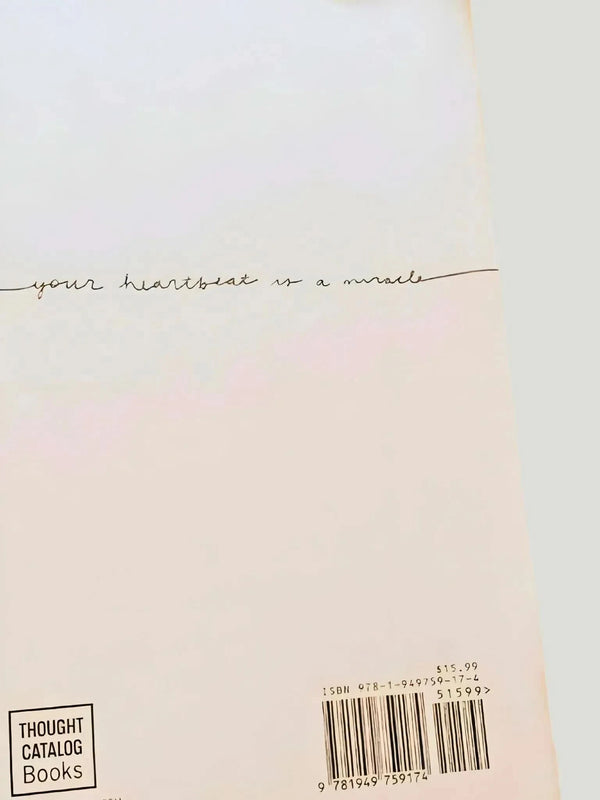 your heartbeat is a miracle
$15.99
ISBN 978-1-949759-17-4
51599>
9 781949 759174
THOUGHT
CATALOG
Books